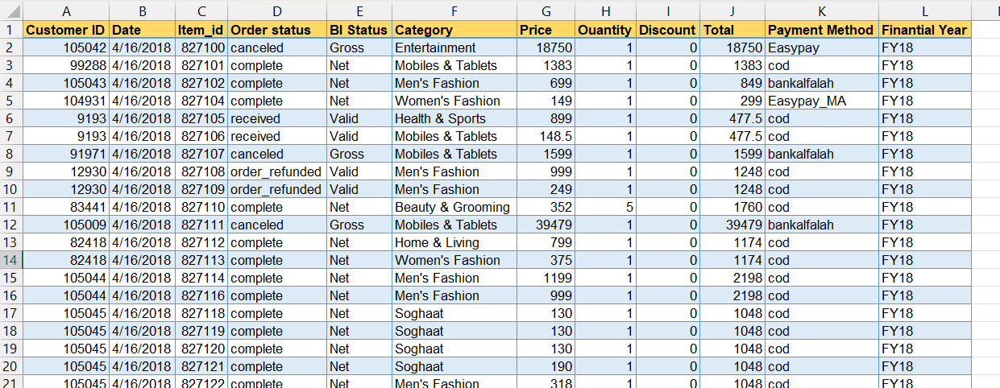 A B C D E F G H I J K L
1 Customer ID Date Item_id Order status BI Status Category Price Ouantity Discount Total Payment Method Finantial Year
2 105042 4/16/2018 827100 canceled Gross Entertainment 18750 1 0 18750 Easypay FY18
3 99288 4/16/2018 827101 complete Net Mobiles & Tablets 1383 1 0 1383 cod FY18
4 105043 4/16/2018 827102 complete Net Men's Fashion 699 1 0 849 bankalfalah FY18
5 104931 4/16/2018 827104 complete Net Women's Fashion 149 1 0 299 Easypay_MA FY18
6 9193 4/16/2018 827105 received Valid Health & Sports 899 1 0 477.5 cod FY18
7 9193 4/16/2018 827106 received Valid Mobiles & Tablets 148.5 1 0 477.5 cod FY18
8 91971 4/16/2018 827107 canceled Gross Mobiles & Tablets 1599 1 0 1599 bankalfalah FY18
9 12930 4/16/2018 827108 order_refunded Valid Men's Fashion 999 1 0 1248 cod FY18
10 12930 4/16/2018 827109 order_refunded Valid Men's Fashion 249 1 0 1248 cod FY18
11 83441 4/16/2018 827110 complete Net Beauty & Grooming 352 5 0 1760 cod FY18
12 105009 4/16/2018 827111 canceled Gross Mobiles & Tablets 39479 1 0 39479 bankalfalah FY18
13 82418 4/16/2018 827112 complete Net Home & Living 799 1 0 1174 cod FY18
14 82418 4/16/2018 827113 complete Net Women's Fashion 375 1 0 1174 cod FY18
15 105044 4/16/2018 827114 complete Net Men's Fashion 1199 1 0 2198 cod FY18
16 105044 4/16/2018 827116 complete Net Men's Fashion 999 1 0 2198 cod FY18
17 105045 4/16/2018 827118 complete Net Soghaat 130 1 0 1048 cod FY18
18 105045 4/16/2018 827119 complete Net Soghaat 130 1 0 1048 cod FY18
19 105045 4/16/2018 827120 complete Net Soghaat 130 1 0 1048 cod FY18
20 105045 4/16/2018 827121 complete Net Soghaat 190 1 0 1048 cod FY18
21 105045 4/16/2018 827122 complete Net Men's Fashion 318 1 0 1048 cod FY18